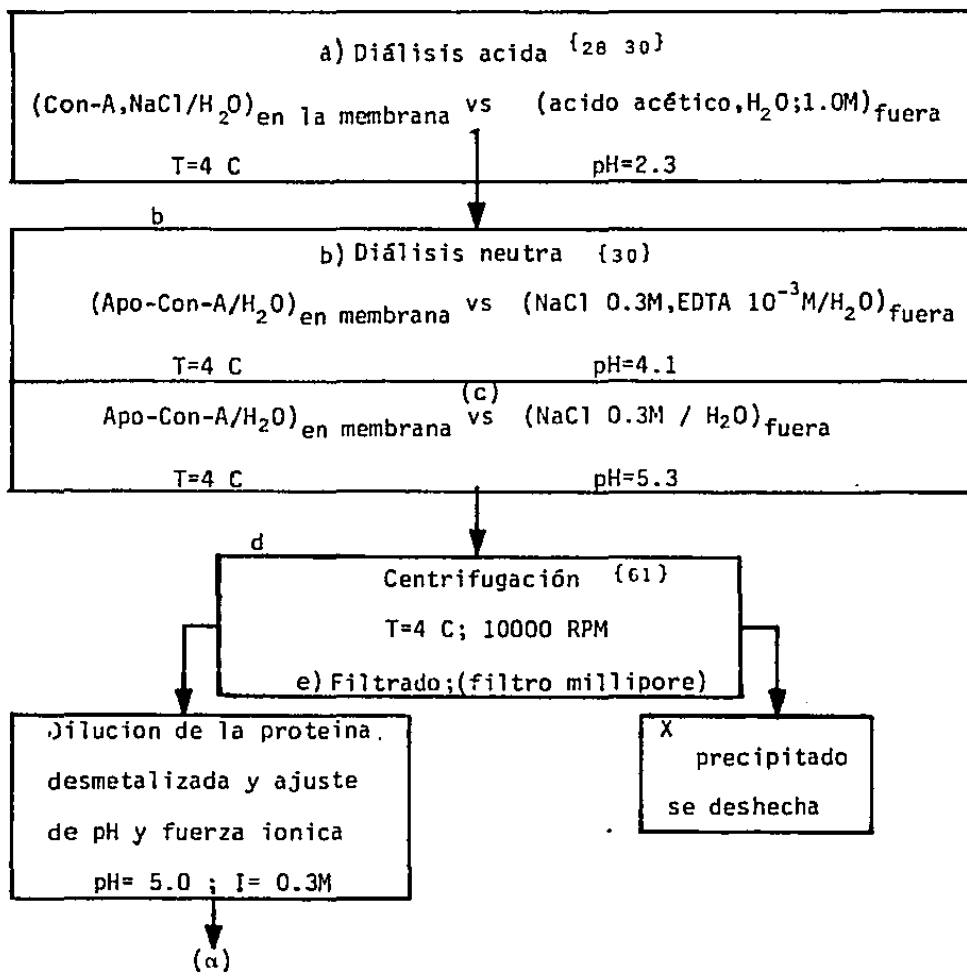 a) Diálisis acida {28 30}
(Con-A,NaCl/H₂O)en la membrana vs (acido acético,H₂O;1.0M)fuera
T=4 C pH=2.3
b
b) Diálisis neutra {30}
(Apo-Con-A/H₂O)en membrana vs (NaCl 0.3M,EDTA 10⁻³M/H₂O)fuera
T=4 C pH=4.1
(c)
Apo-Con-A/H₂O)en membrana vs (NaCl 0.3M / H₂O)fuera
T=4 C pH=5.3
d
Centrifugación {61}
T=4 C; 10000 RPM
e) Filtrado;(filtro millipore)
Dilucion de la proteina
desmetalizada y ajuste
de pH y fuerza ionica
pH= 5.0 ; I= 0.3M
X
precipitado
se deshecha
(α)